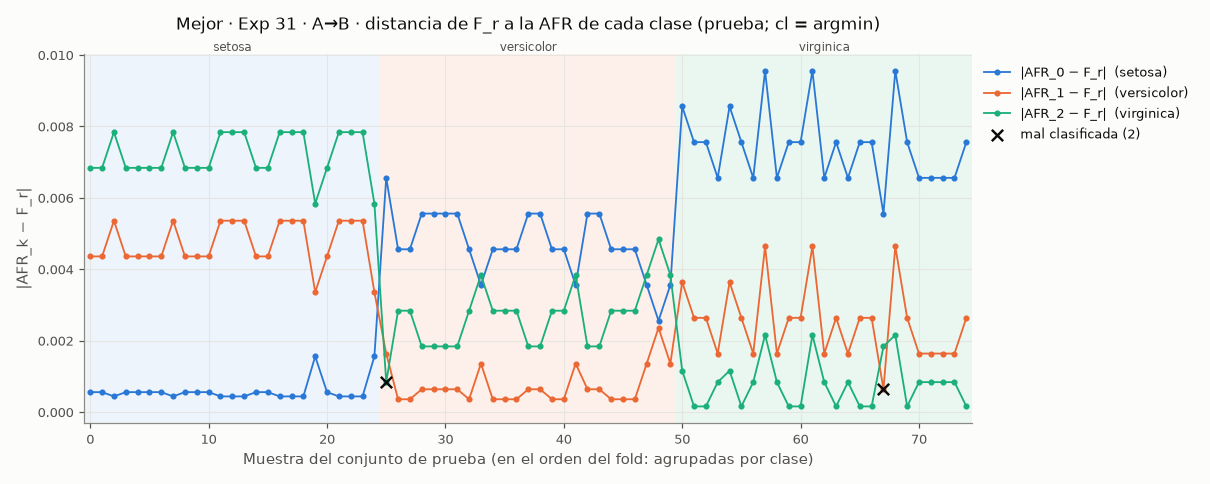 Mejor · Exp 31 · A→B · distancia de F_r a la AFR de cada clase (prueba; cl = argmin)
setosa
versicolor
virginica
|AFR_0 − F_r| (setosa)
|AFR_1 − F_r| (versicolor)
|AFR_2 − F_r| (virginica)
mal clasificada (2)
|AFR_k − F_r|
0.010
0.008
0.006
0.004
0.002
0.000
0
10
20
30
40
50
60
70
Muestra del conjunto de prueba (en el orden del fold: agrupadas por clase)